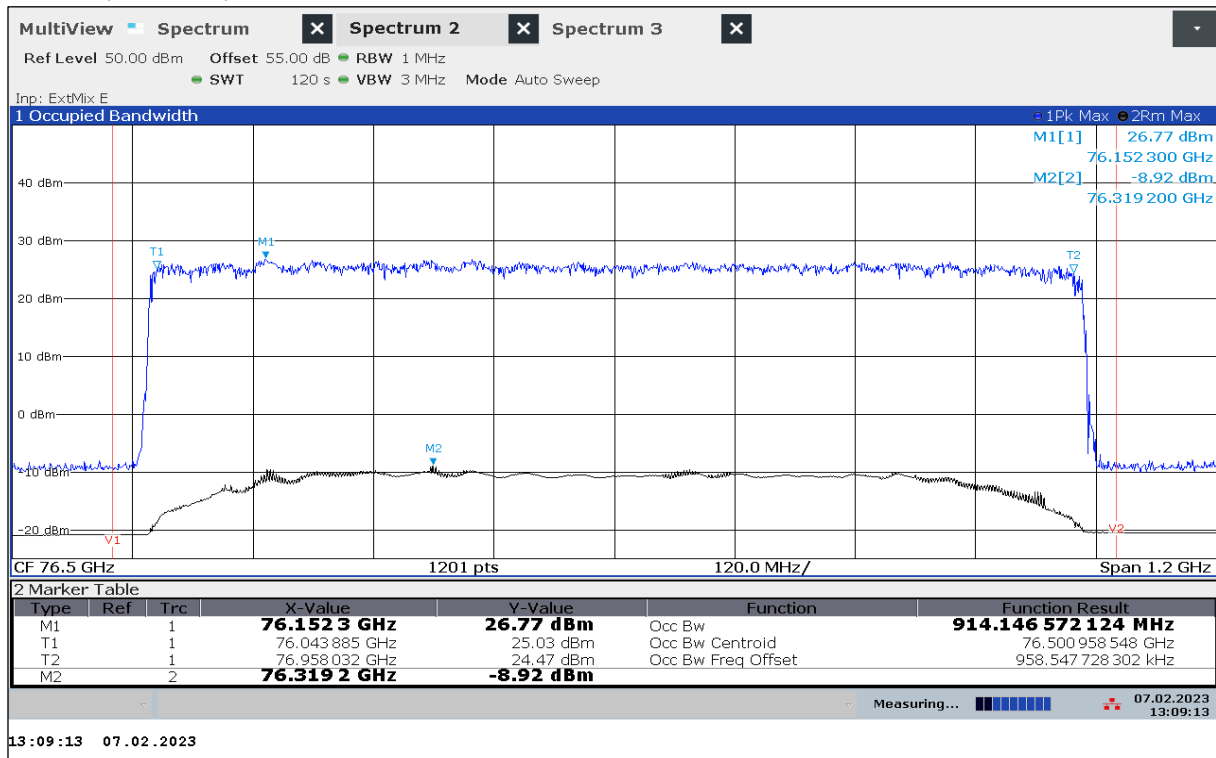 MultiView Spectrum X Spectrum 2 X Spectrum 3 X
Ref Level 50.00 dBm Offset 55.00 dB RBW 1 MHz
SWT 120 s VBW 3 MHz Mode Auto Sweep
Inp: ExtMix E
1 Occupied Bandwidth 1Pk Max 2Rm Max
M1[1] 26.77 dBm
76.152 300 GHz
M2[2] -8.92 dBm
76.319 200 GHz
40 dBm
30 dBm
T1
M1
T2
20 dBm
10 dBm
0 dBm
M2
-10 dBm
-20 dBm
V1
V2
CF 76.5 GHz 1201 pts 120.0 MHz/ Span 1.2 GHz
2 Marker Table
Type Ref Trc X-Value Y-Value Function Function Result
M1 1 76.152 3 GHz 26.77 dBm Occ Bw 914.146 572 124 MHz
T1 1 76.043 885 GHz 25.03 dBm Occ Bw Centroid 76.500 958 548 GHz
T2 1 76.958 032 GHz 24.47 dBm Occ Bw Freq Offset 958.547 728 302 kHz
M2 2 76.319 2 GHz -8.92 dBm
Measuring... 07.02.2023
13:09:13
13:09:13 07.02.2023